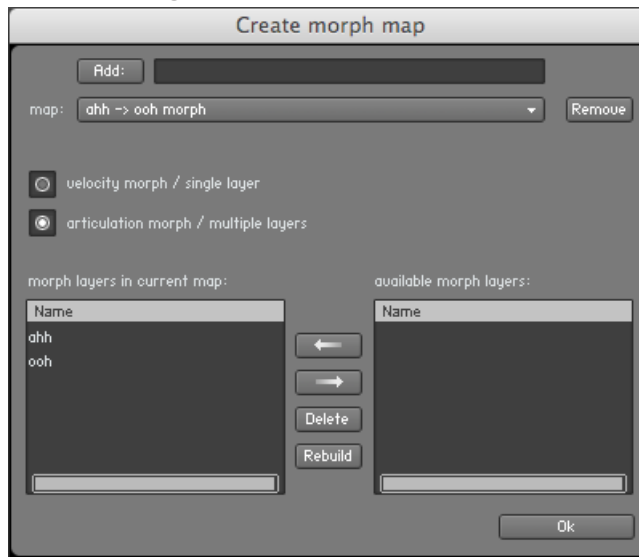 Create morph map
Add:
map: ahh -> ooh morph Remove
velocity morph / single layer
articulation morph / multiple layers
morph layers in current map: available morph layers:
Name Name
ahh
ooh
Delete
Rebuild
Ok